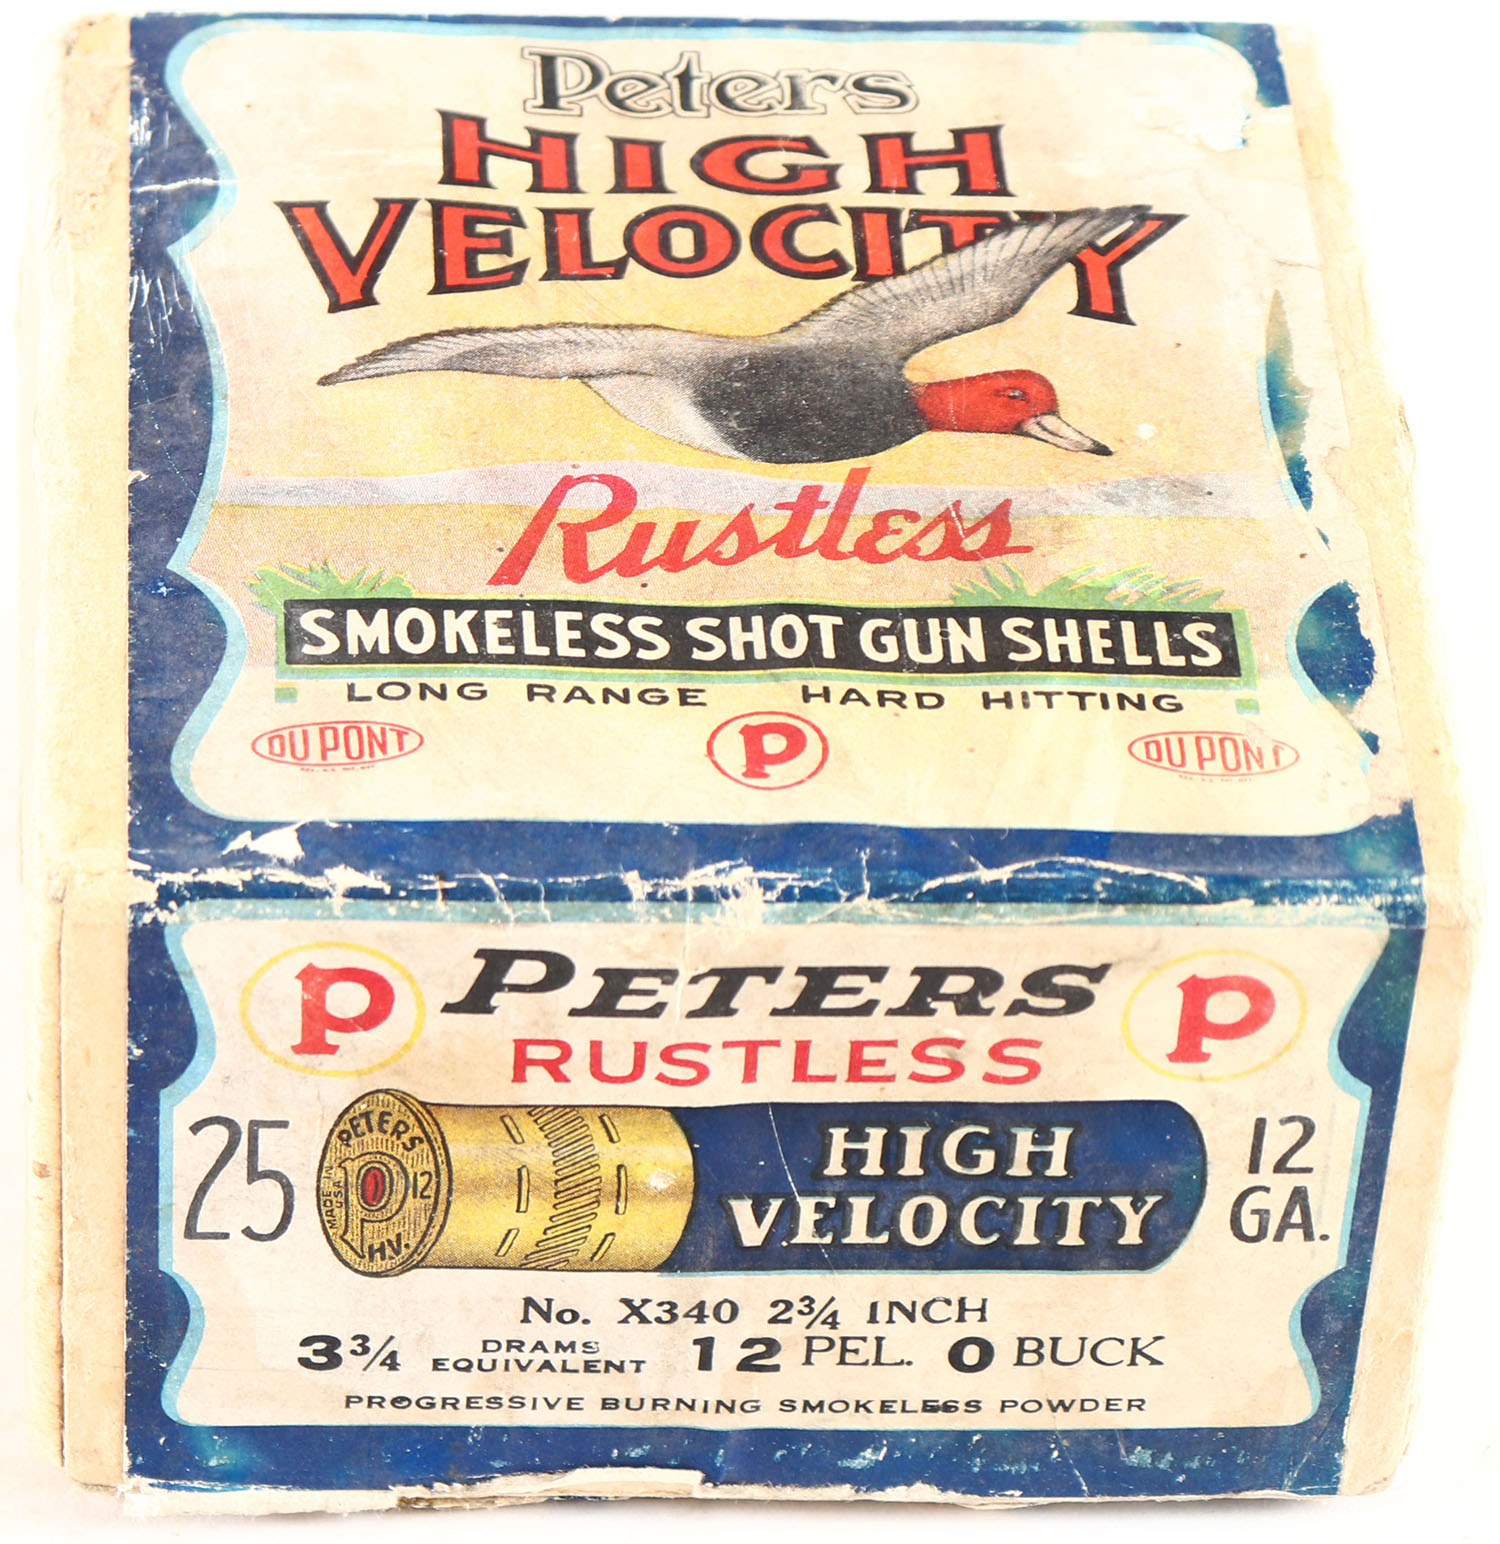 Peters
HIGH
VELOCITY
Rustless
SMOKELESS SHOT GUN SHELLS
LONG RANGE HARD HITTING
DU PONT P DU PONT
P PETERS P
RUSTLESS
25 PETERS 12 HV. MADE IN USA P
HIGH
VELOCITY
12
GA.
No. X340 2¾ INCH
3¾ DRAMS EQUIVALENT 12 PEL. 0 BUCK
PROGRESSIVE BURNING SMOKELESS POWDER